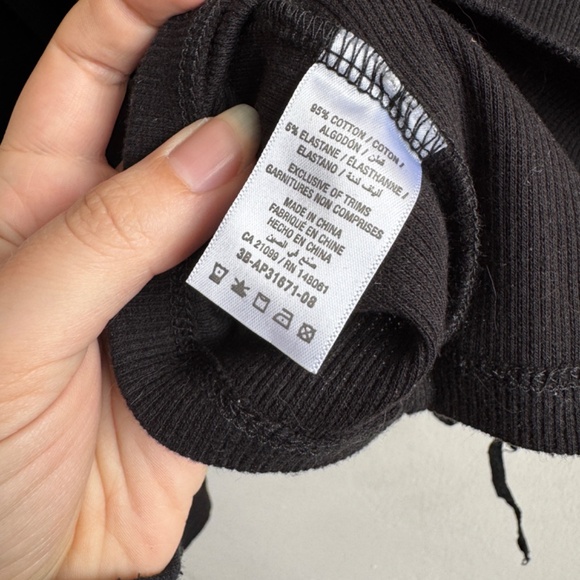 95% COTTON / COTON /
ALGODÓN / قطن
5% ELASTANE / ÉLASTHANNE /
ELASTANO / ألياف لدنة
EXCLUSIVE OF TRIMS
GARNITURES NON COMPRISES
MADE IN CHINA
FABRIQUÉ EN CHINE
HECHO EN CHINA
صنع في الصين
CA 21099 / RN 148061
3B-AP31671-08